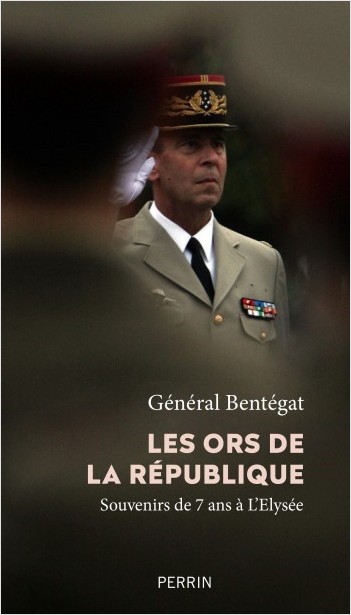 Général Bentégat
LES ORS DE
LA RÉPUBLIQUE
Souvenirs de 7 ans à L’Elysée
PERRIN